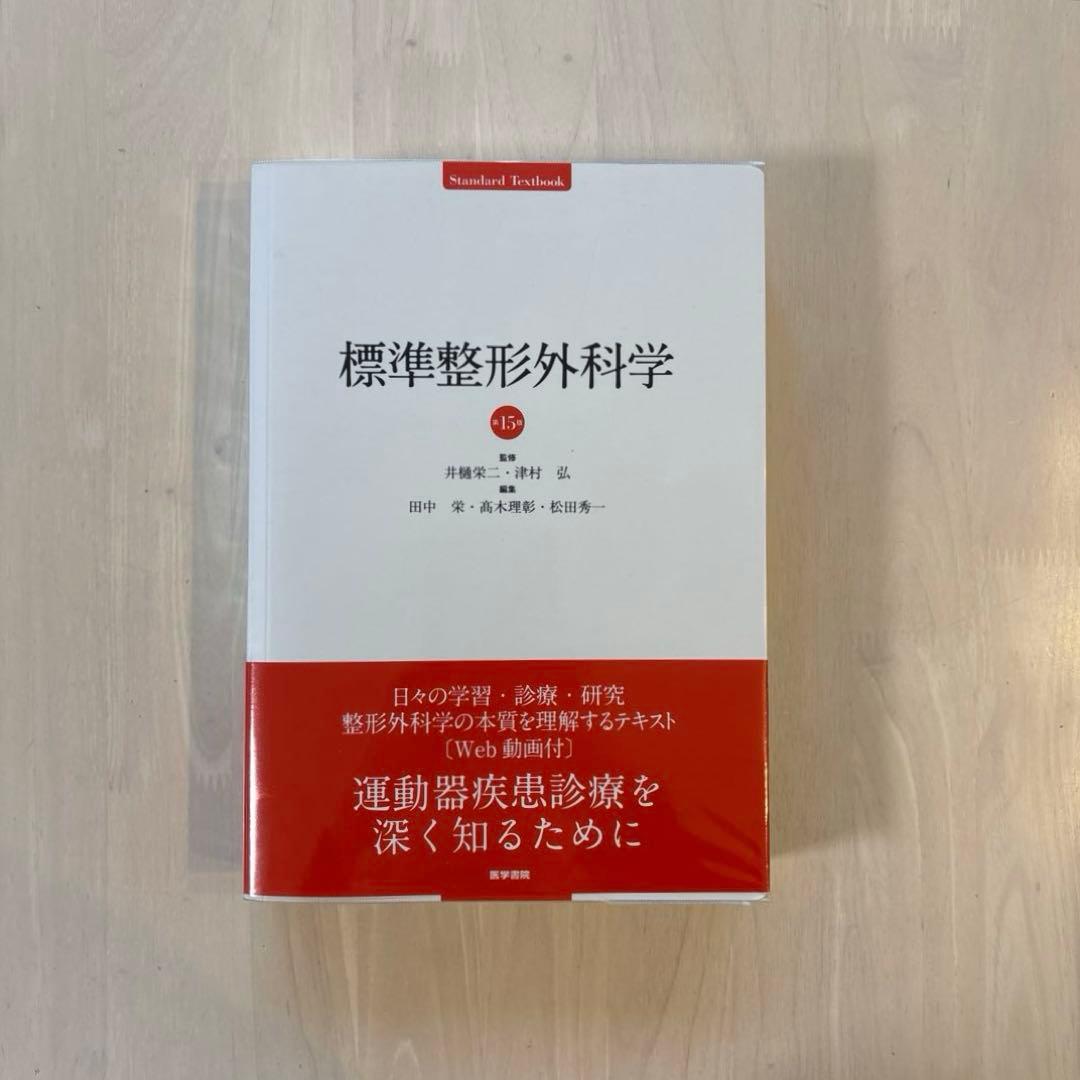 Standard Textbook
標準整形外科学
第15版
監修
井樋栄二・津村　弘
編集
田中　栄・髙木理彰・松田秀一
日々の学習・診療・研究
整形外科学の本質を理解するテキスト
〔Web動画付〕
運動器疾患診療を
深く知るために
医学書院